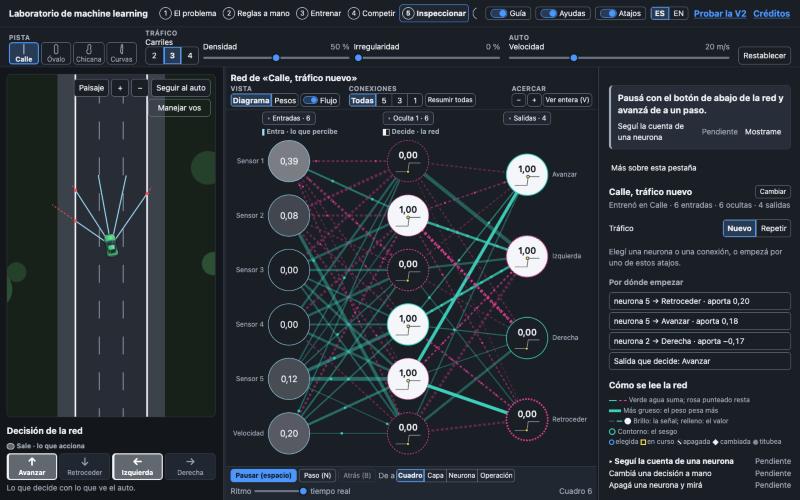 Laboratorio de machine learning
1 El problema
2 Reglas a mano
3 Entrenar
4 Competir
5 Inspeccionar
Guía
Ayudas
Atajos
ES EN
Probar la V2
Créditos
PISTA
Calle
Óvalo
Chicana
Curvas
TRÁFICO
Carriles
2 3 4
Densidad 50 %
Irregularidad 0 %
AUTO
Velocidad 20 m/s
Restablecer
Paisaje + − Seguir al auto
Manejar vos
Decisión de la red
Sale · lo que acciona
Avanzar
Retroceder
Izquierda
Derecha
Lo que decide con lo que ve el auto.
Red de «Calle, tráfico nuevo»
VISTA
Diagrama Pesos Flujo
CONEXIONES
Todas 5 3 1 Resumir todas
ACERCAR
− + Ver entera (V)
Entradas · 6
Entra · lo que percibe
Oculta 1 · 6
Decide · la red
Salidas · 4
Sensor 1 0,39
Sensor 2 0,08
Sensor 3 0,00
Sensor 4 0,00
Sensor 5 0,12
Velocidad 0,20
0,00
1,00
0,00
1,00
1,00
0,00
1,00 Avanzar
1,00 Izquierda
0,00 Derecha
0,00 Retroceder
Pausar (espacio)
Paso (N)
Atrás (B)
De a Cuadro Capa Neurona Operación
Ritmo tiempo real
Cuadro 6
Pausá con el botón de abajo de la red y
avanzá de a un paso.
Seguí la cuenta de
una neurona
Pendiente Mostrame
Más sobre esta pestaña
Calle, tráfico nuevo
Cambiar
Entrenó en Calle · 6 entradas · 6 ocultas · 4 salidas
Tráfico Nuevo Repetir
Elegí una neurona o una conexión, o empezá por
uno de estos atajos.
Por dónde empezar
neurona 5 → Retroceder · aporta 0,20
neurona 5 → Avanzar · aporta 0,18
neurona 2 → Derecha · aporta −0,17
Salida que decide: Avanzar
Cómo se lee la red
Verde agua suma; rosa punteado resta
Más grueso: el peso pesa más
Brillo: la señal; relleno: el valor
Contorno: el sesgo
elegida en curso apagada cambiada titubea
Seguí la cuenta de una neurona Pendiente
Cambiá una decisión a mano Pendiente
Apagá una neurona y mirá Pendiente